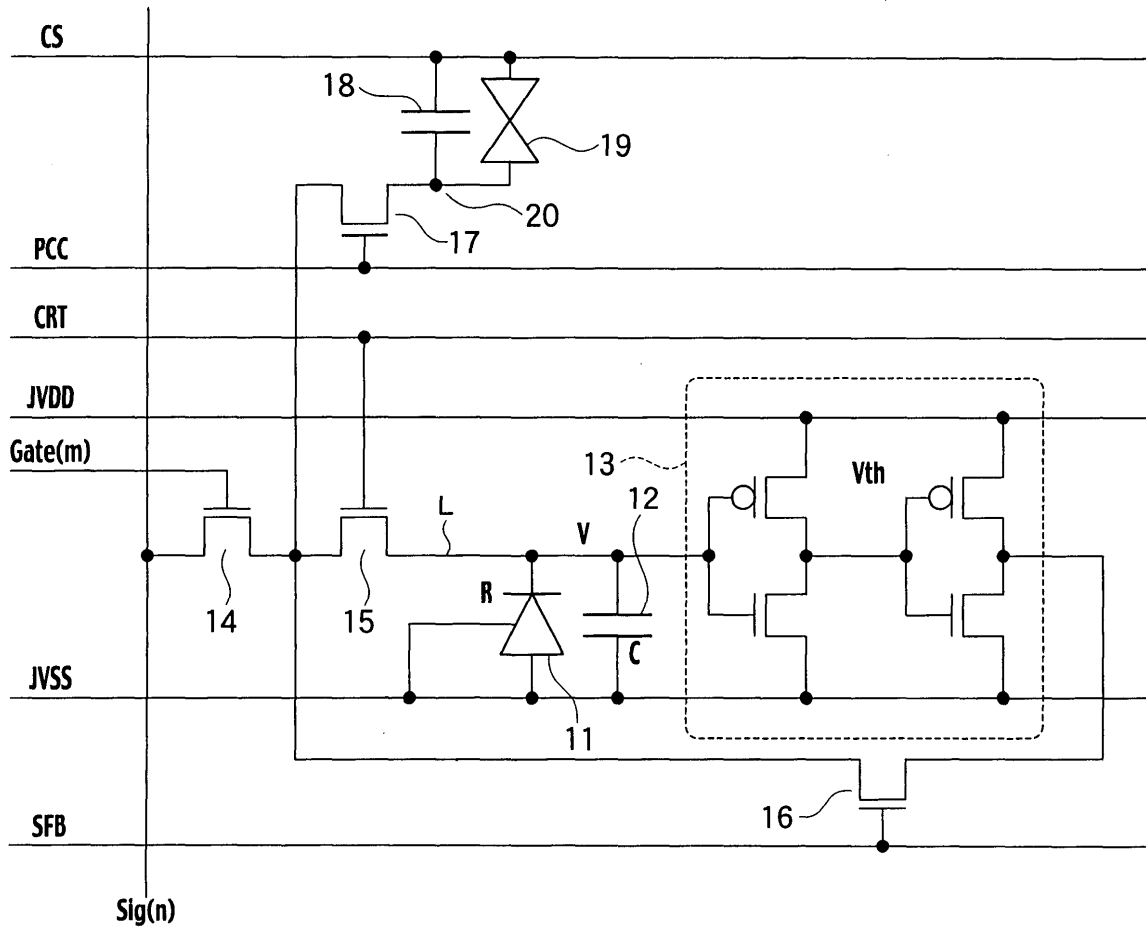 CS
18
19
20
17
PCC
CRT
JVDD
Gate(m)
13
Vth
12
L
V
14
15
R
C
JVSS
11
16
SFB
Sig(n)